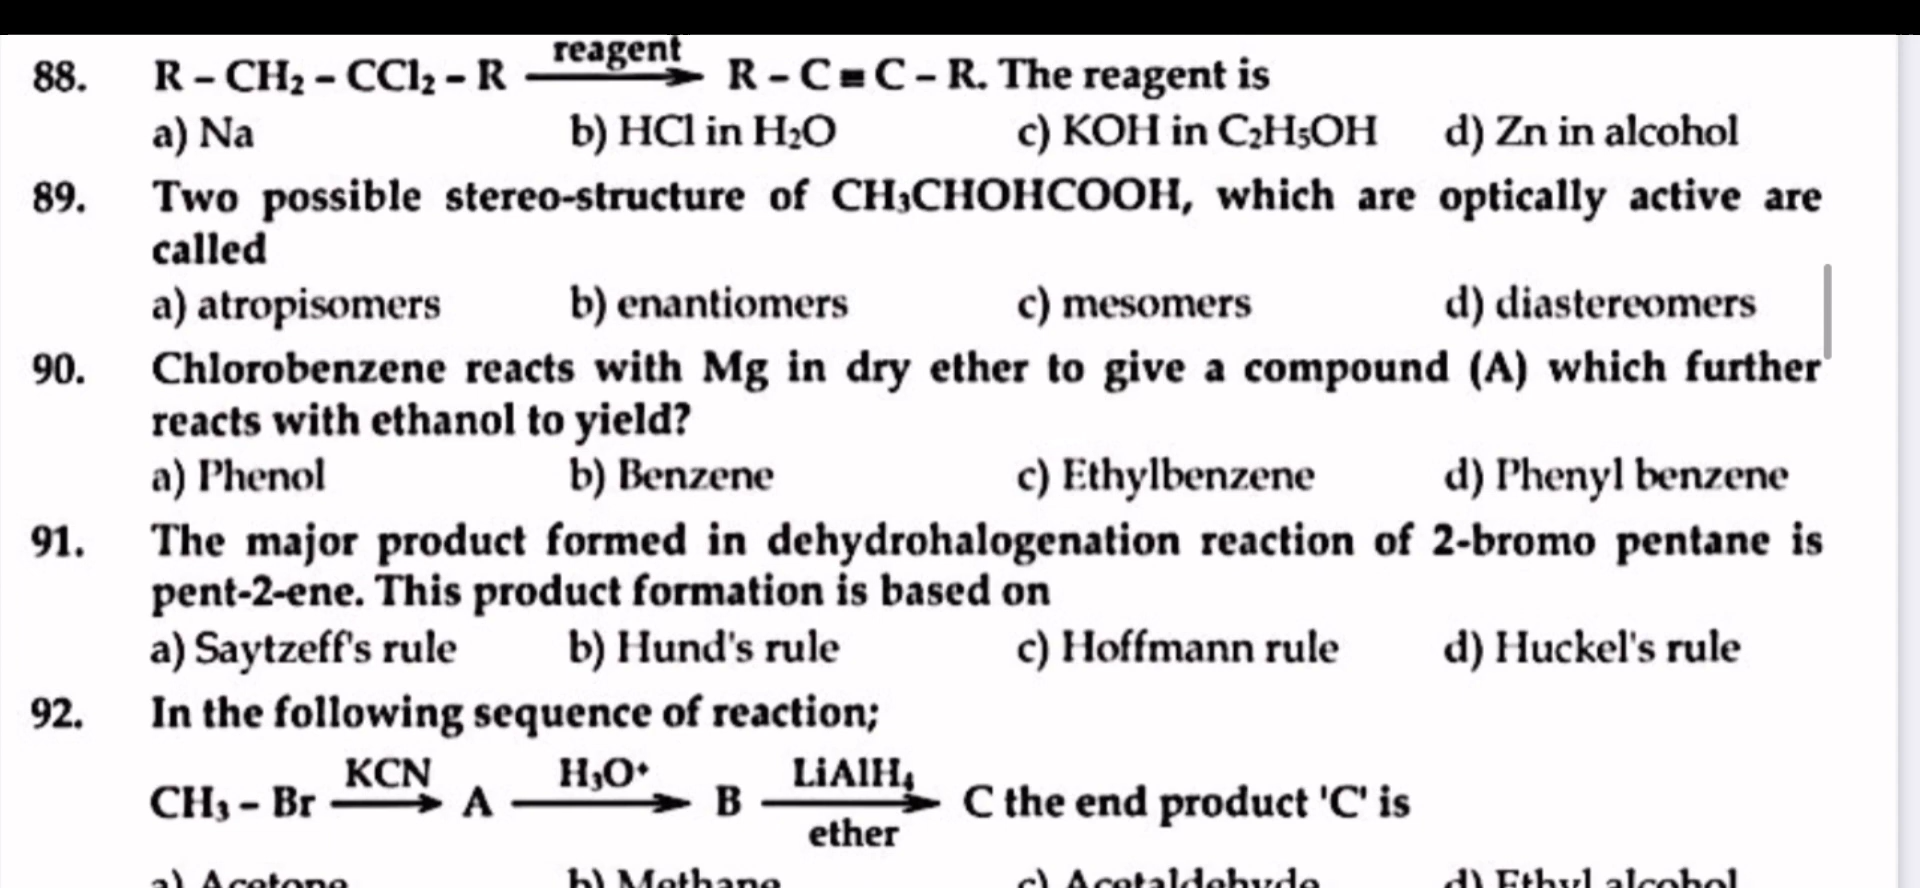 88. R – CH₂ – CCl₂ – R reagent⟶ R – C ≡ C – R. The reagent is
a) Na b) HCl in H₂O c) KOH in C₂H₅OH d) Zn in alcohol
89. Two possible stereo-structure of CH₃CHOHCOOH, which are optically active are
called
a) atropisomers b) enantiomers c) mesomers d) diastereomers
90. Chlorobenzene reacts with Mg in dry ether to give a compound (A) which further
reacts with ethanol to yield?
a) Phenol b) Benzene c) Ethylbenzene d) Phenyl benzene
91. The major product formed in dehydrohalogenation reaction of 2-bromo pentane is
pent-2-ene. This product formation is based on
a) Saytzeff's rule b) Hund's rule c) Hoffmann rule d) Huckel's rule
92. In the following sequence of reaction;
KCN H₃O⁺ LiAlH₄
CH₃ – Br ⟶ A ⟶ B ⟶ C the end product 'C' is
ether
a) Acetone b) Methane c) Acetaldehyde d) Ethyl alcohol